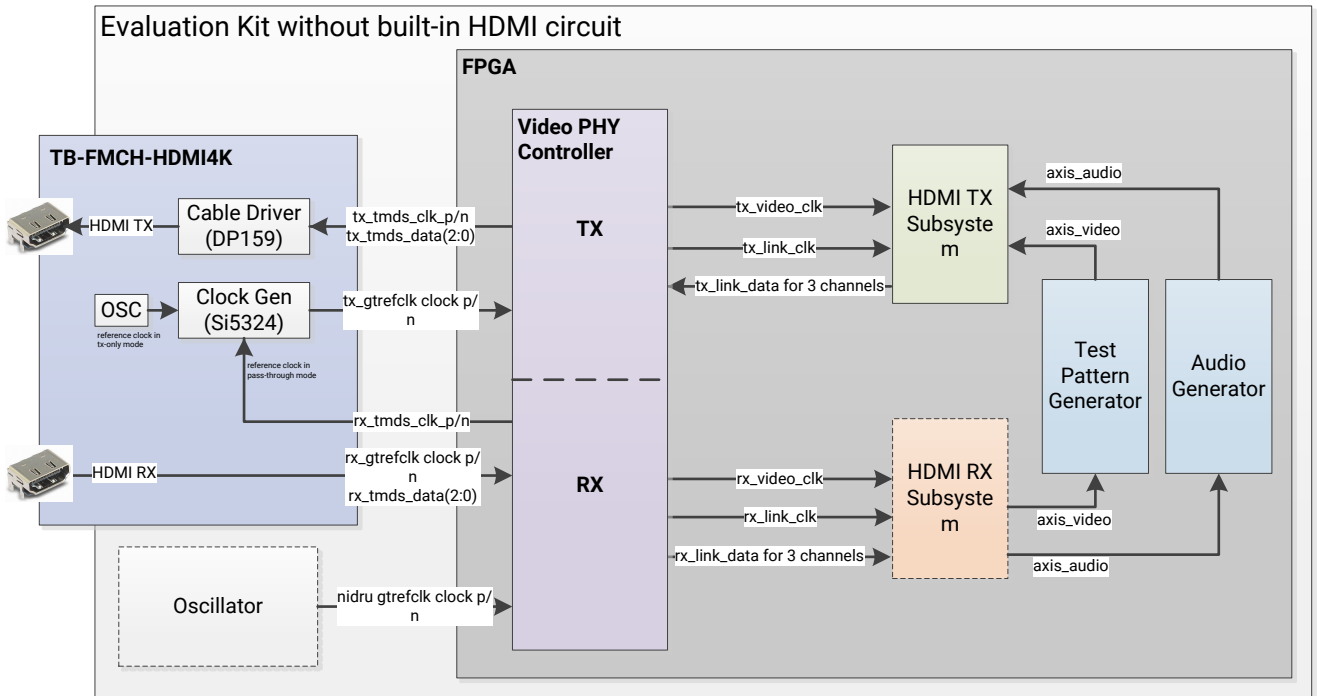 Evaluation Kit without built-in HDMI circuit
FPGA
TB-FMCH-HDMI4K
Video PHY
Controller
HDMI TX
Cable Driver
(DP159)
tx_tmds_clk_p/n
tx_tmds_data(2:0)
TX
tx_video_clk
tx_link_clk
tx_link_data for 3 channels
HDMI TX
Subsyste
m
axis_audio
axis_video
OSC
reference clock in
tx-only mode
Clock Gen
(Si5324)
tx_gtrefclk clock p/
n
reference clock in
pass-through mode
Test
Pattern
Generator
Audio
Generator
rx_tmds_clk_p/n
HDMI RX
rx_gtrefclk clock p/
n
rx_tmds_data(2:0)
RX
rx_video_clk
rx_link_clk
rx_link_data for 3 channels
HDMI RX
Subsyste
m
axis_video
axis_audio
Oscillator
nidru gtrefclk clock p/
n